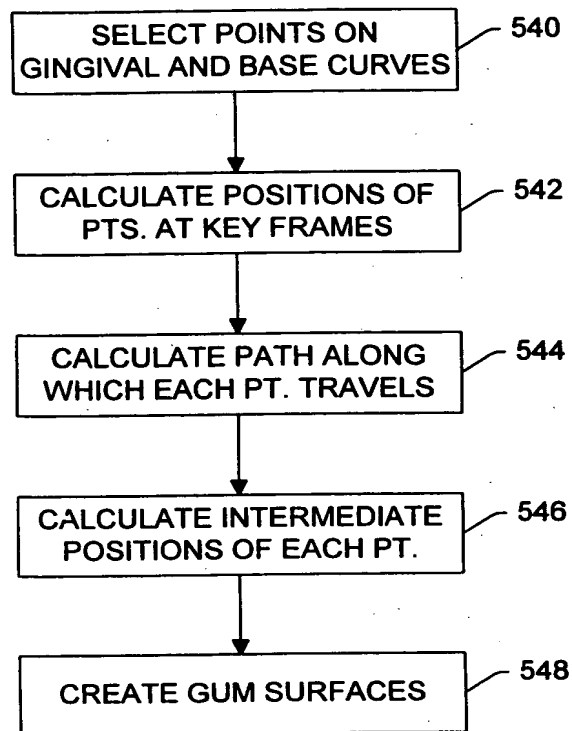 SELECT POINTS ON
GINGIVAL AND BASE CURVES
540
CALCULATE POSITIONS OF
PTS. AT KEY FRAMES
542
CALCULATE PATH ALONG
WHICH EACH PT. TRAVELS
544
CALCULATE INTERMEDIATE
POSITIONS OF EACH PT.
546
CREATE GUM SURFACES
548